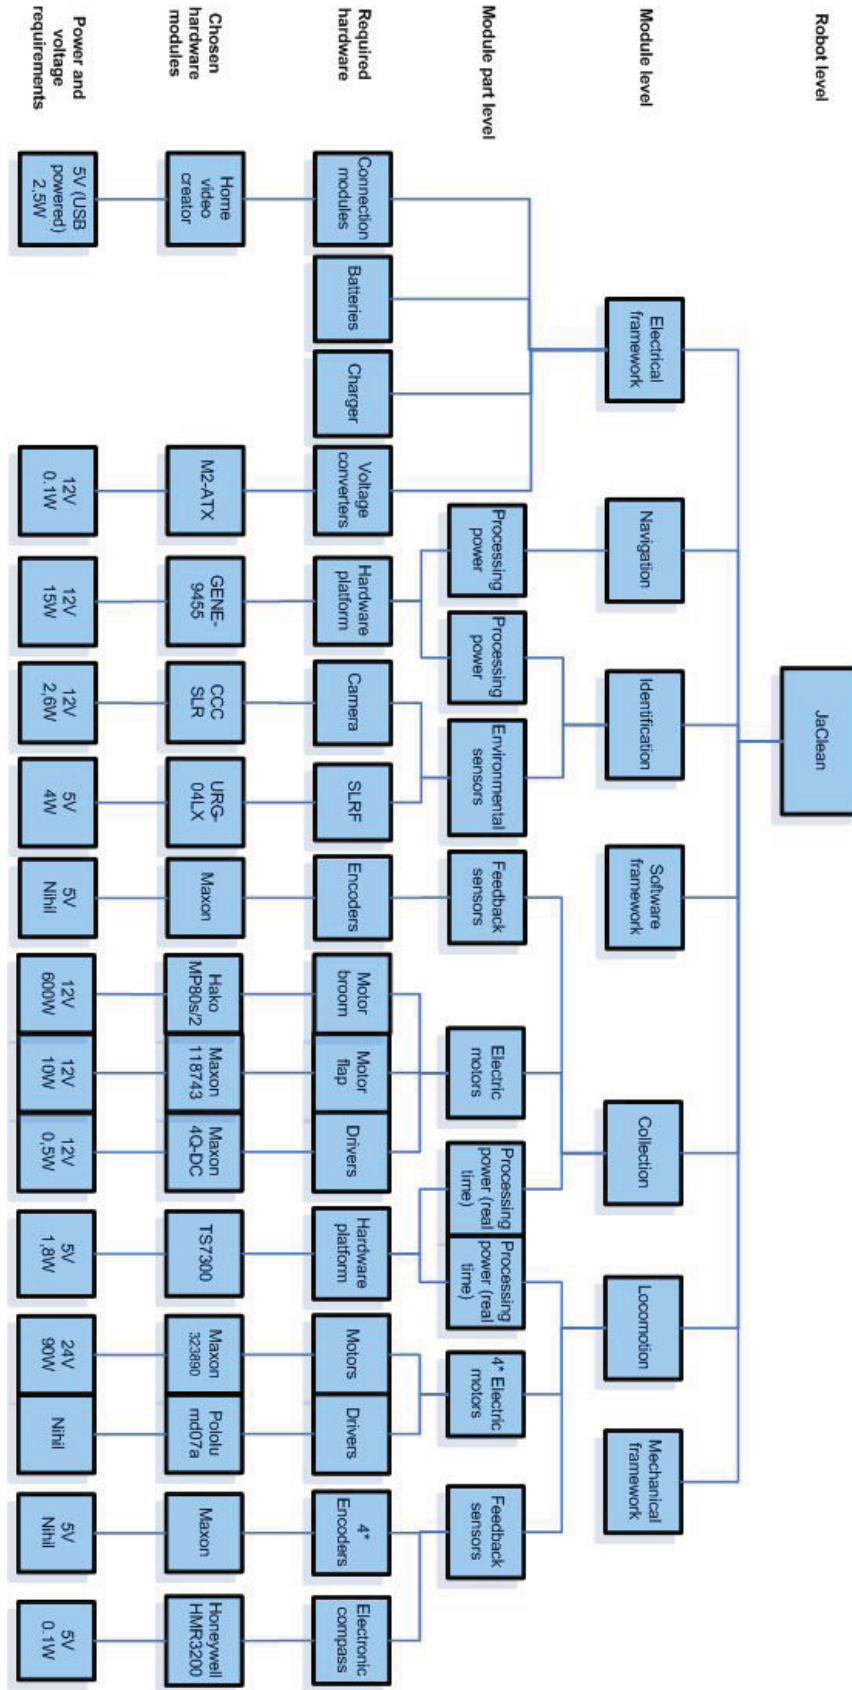 Robot level
JaClean
Module level
Electrical
framework
Navigation
Identification
Software
framework
Collection
Locomotion
Mechanical
framework
Module part level
Processing
power
Processing
power
Environmental
sensors
Feedback
sensors
Electric
motors
Processing
power (real
time)
Processing
power (real
time)
4* Electric
motors
Feedback
sensors
Required
hardware
Connection
modules
Batteries
Charger
Voltage
converters
Hardware
platform
Camera
SLRF
Encoders
Motor
broom
Motor
flap
Drivers
Hardware
platform
Motors
Drivers
4*
Encoders
Electronic
compass
Chosen
hardware
modules
Home
video
creator
M2-ATX
GENE-
9455
CCC
SLR
URG-
04LX
Maxon
Hako
MP80s/2
Maxon
118743
Maxon
4Q-DC
TS7300
Maxon
323890
Pololu
md07a
Maxon
Honeywell
HMR3200
Power and
voltage
requirements
5V (USB
powered)
2,5W
12V
0.1W
12V
15W
12V
2,6W
5V
4W
5V
Nihil
12V
600W
12V
10W
12V
0,5W
5V
1,8W
24V
90W
Nihil
5V
Nihil
5V
0.1W